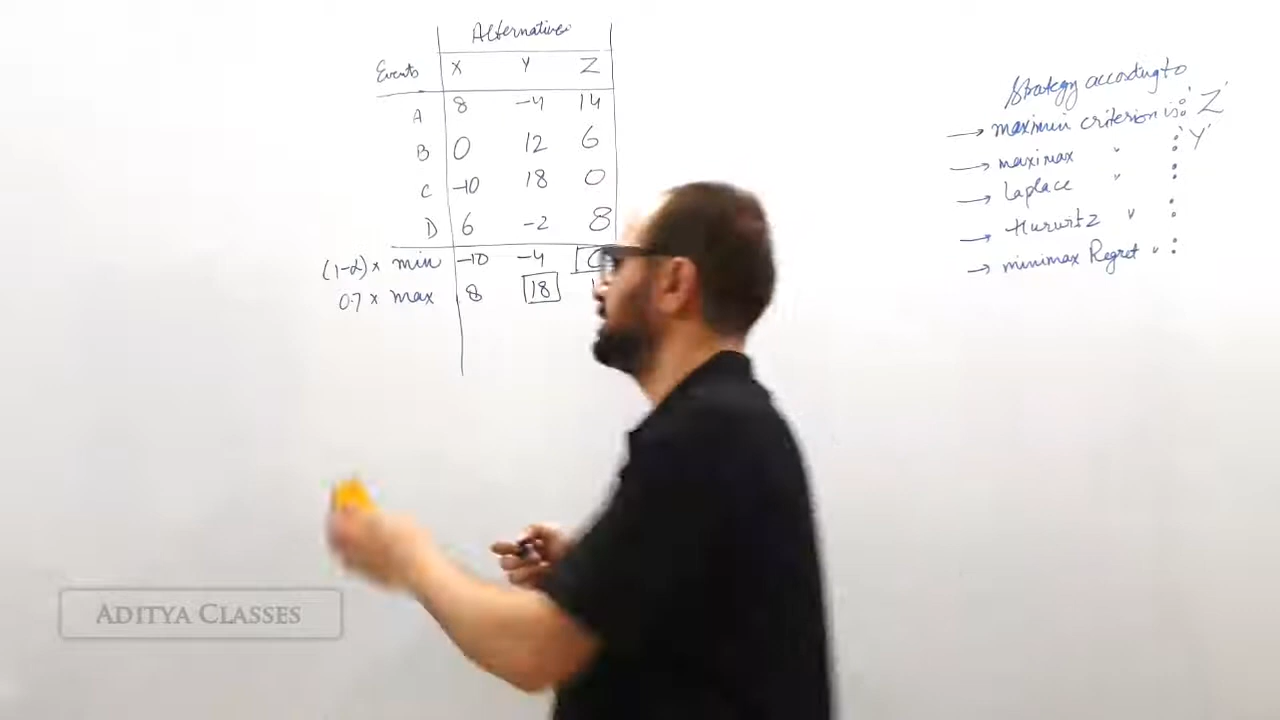 Alternatives
Events X Y Z
A 8 -4 14
B 0 12 6
C -10 18 0
D 6 -2 8
(1-α) × min -10 -4
0.7 × max 8 18
Strategy according to
→ maximin criterion is : 'Z'
→ maximax " : 'Y'
→ Laplace " :
→ Hurwitz " :
→ minimax Regret " :
ADITYA CLASSES